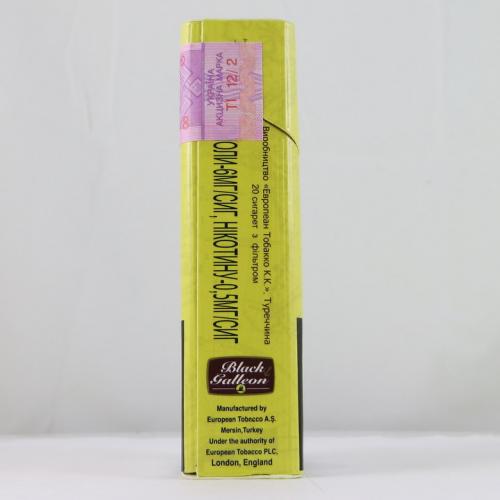 УКРАЇНА
АКЦИЗНА МАРКА
ТІ 12/2
Виробництво «Европеан Тобакко К.К.», Туреччина
20 сигарет з фільтром
ОЛИ-6МГ/СИГ, НІКОТИНУ-0,5МГ/СИГ
Black
Galleon
Manufactured by
European Tobacco A.Ş.
Mersin,Turkey
Under the authority of
European Tobacco PLC,
London, England